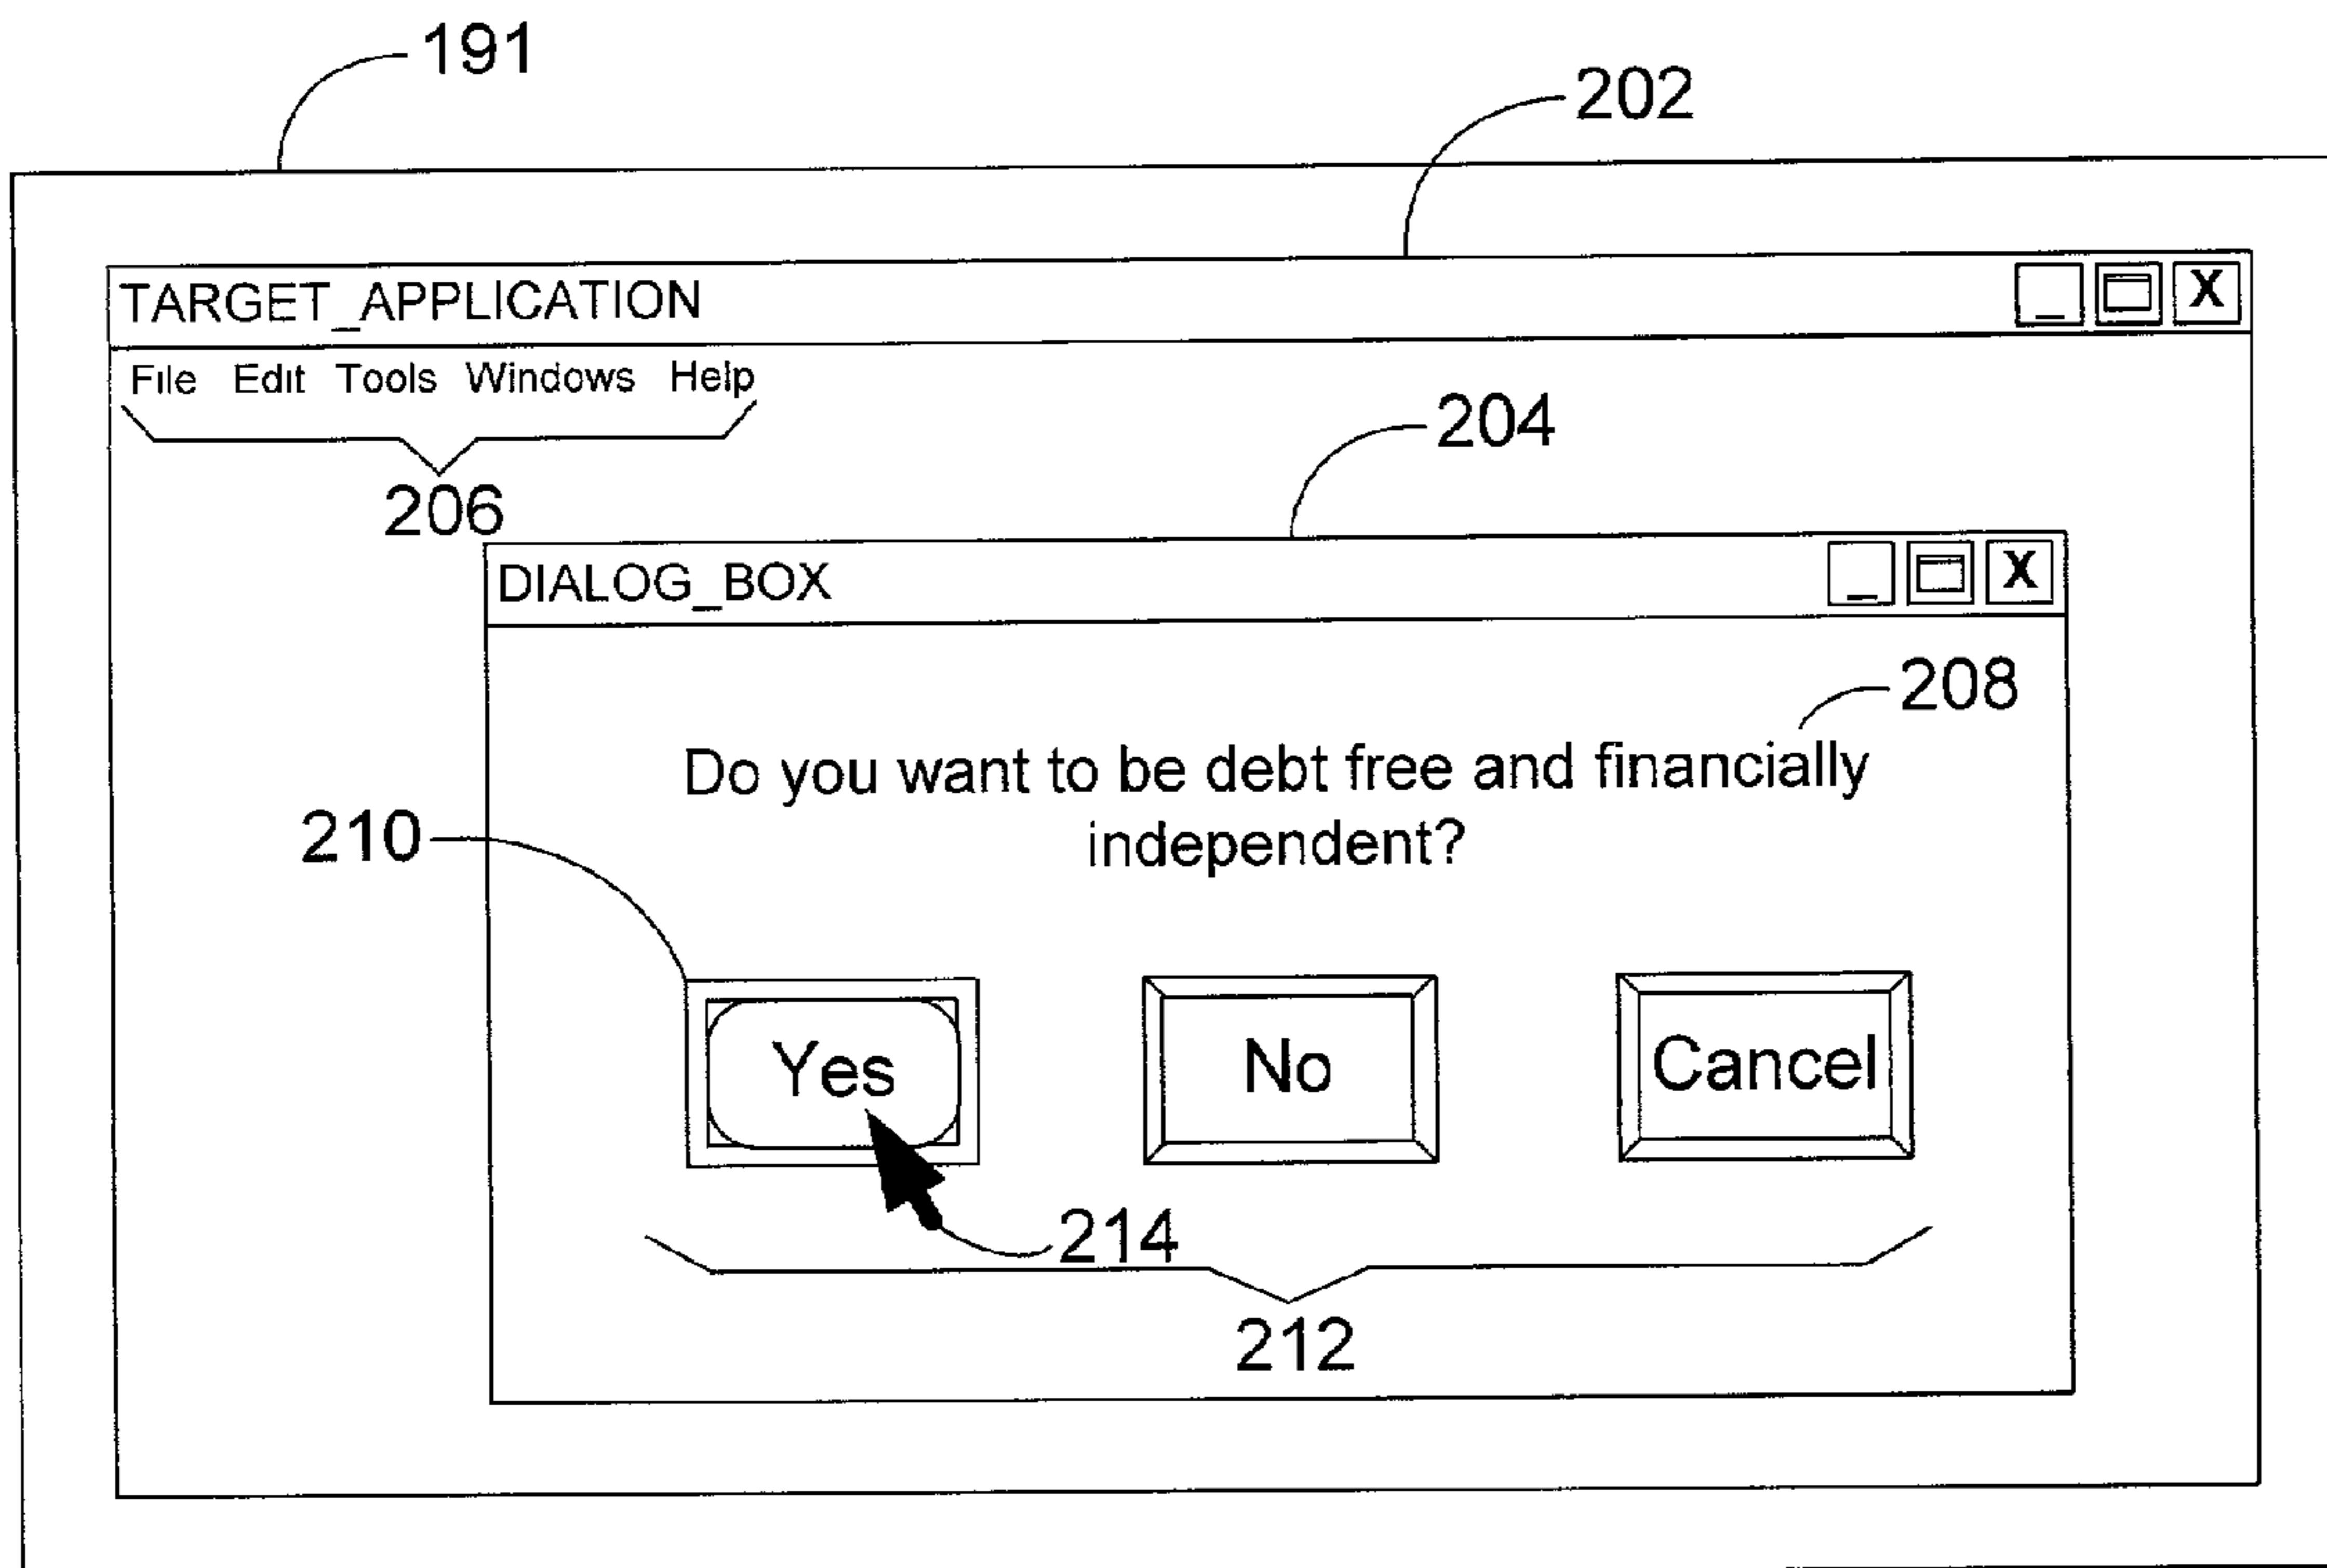 191
202
TARGET_APPLICATION _ X
File Edit Tools Windows Help
204
206
DIALOG_BOX _ X
208
Do you want to be debt free and financially
independent?
210
Yes No Cancel
214
212